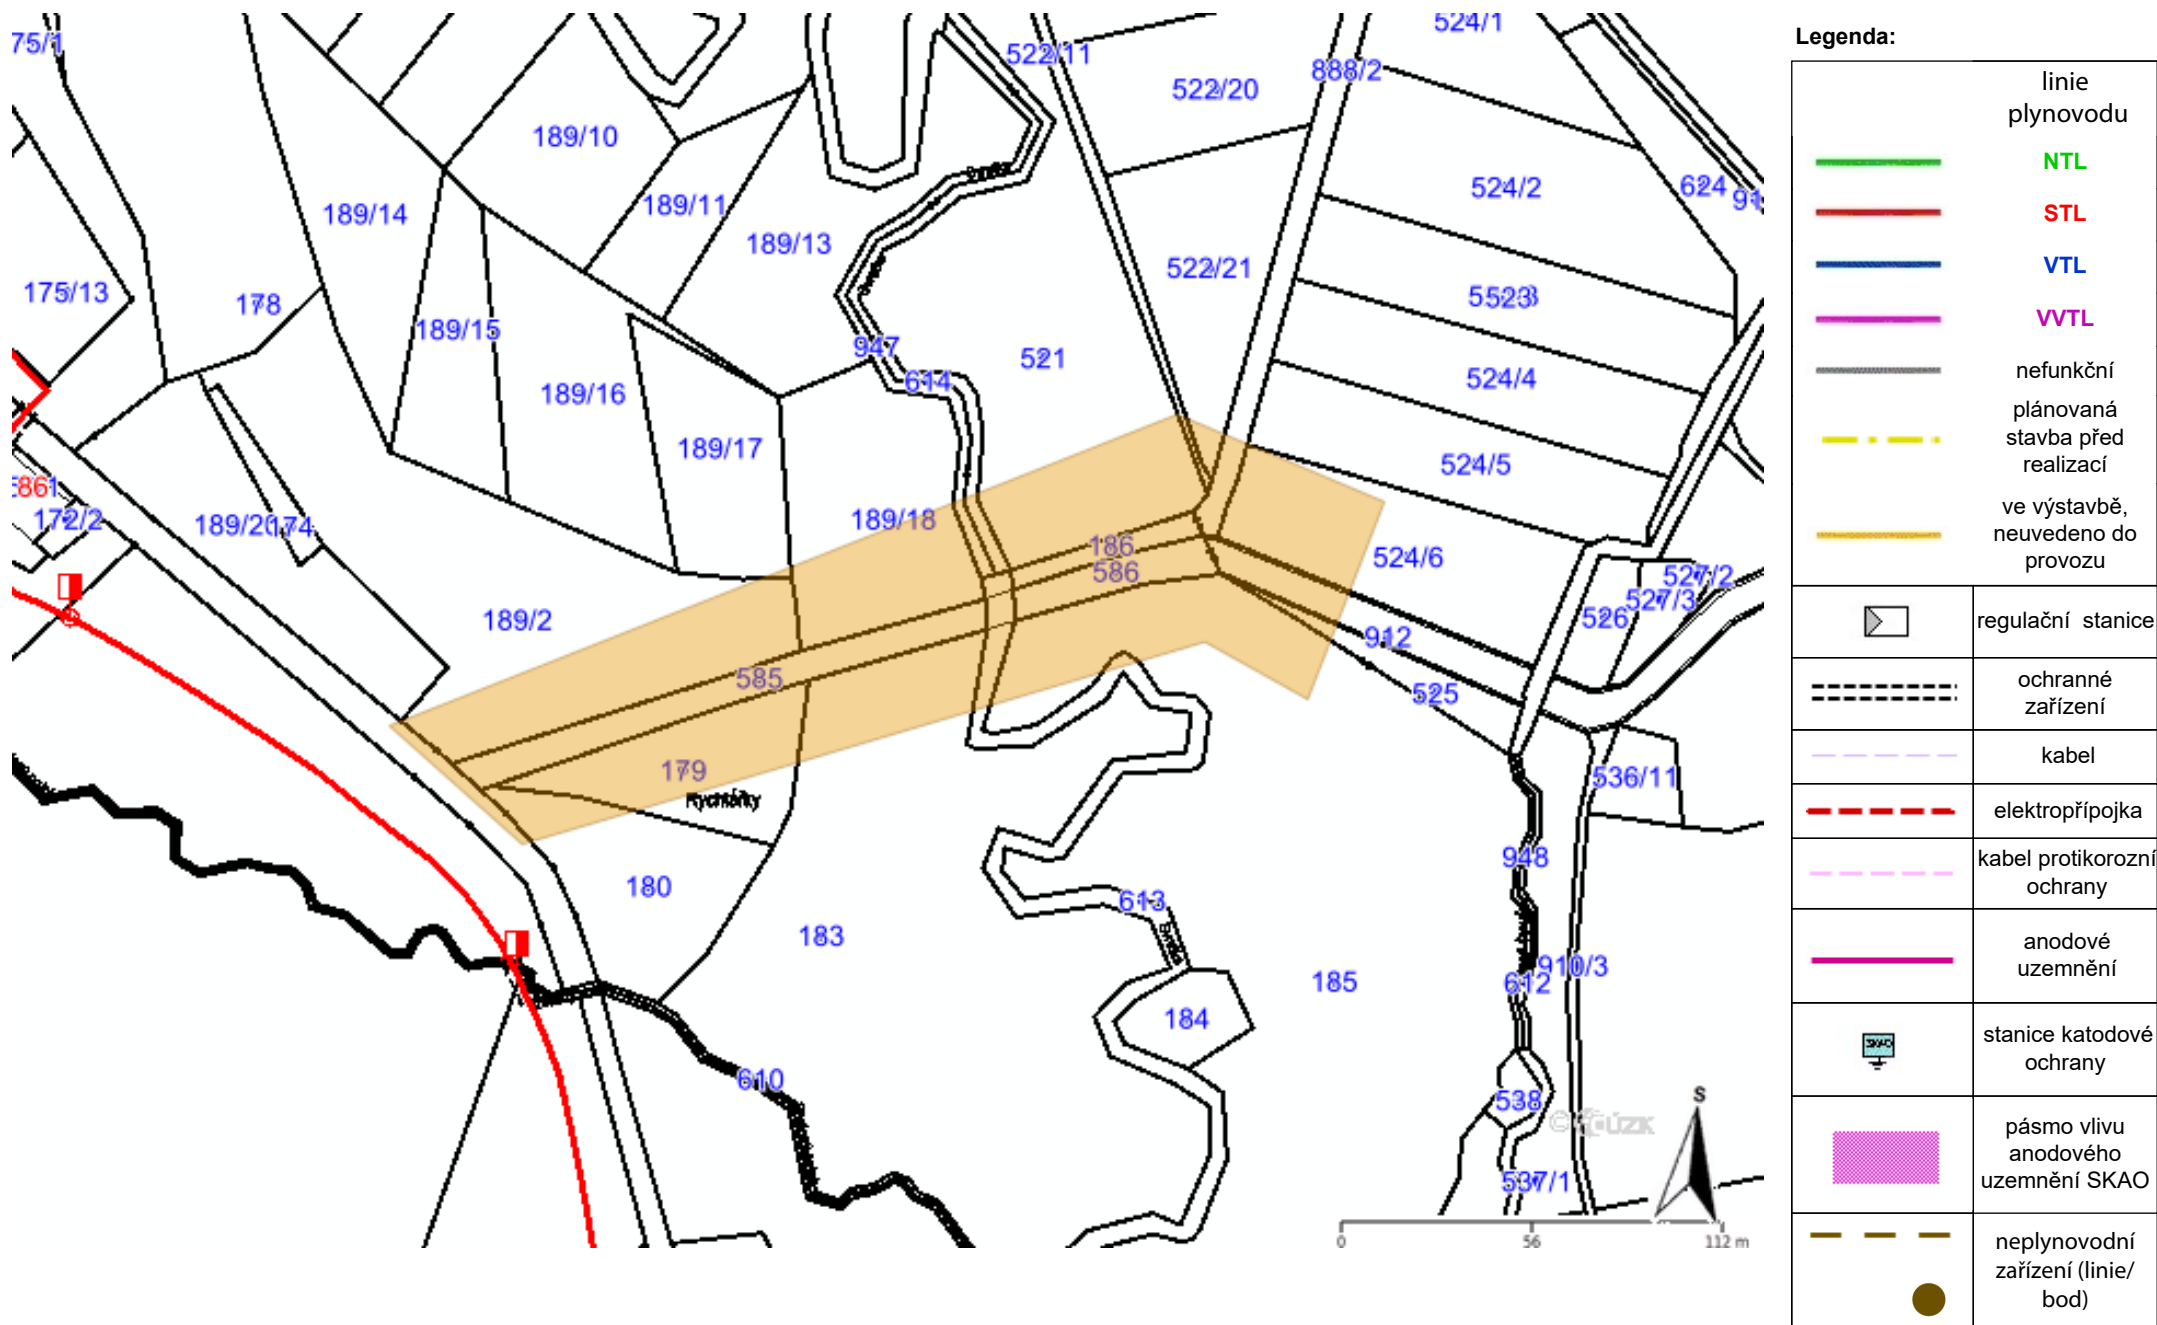 75/1
522/11
524/1
888/2
522/20
189/10
524/2
624
91
189/14
189/11
189/13
522/21
175/13
178
523
189/15
947
521
614
524/4
189/16
189/17
524/5
861
172/2
189/20
174
189/18
186
586
524/6
527/2
527/3
526
189/2
912
585
525
179
Rychtářky
536/11
180
948
613
183
910/3
185
612
184
610
538
537/1
© ČÚZK
S
0
56
112 m
Legenda:
linie
plynovodu
NTL
STL
VTL
VVTL
nefunkční
plánovaná
stavba před
realizací
ve výstavbě,
neuvedeno do
provozu
regulační stanice
ochranné
zařízení
kabel
elektropřípojka
kabel protikorozní
ochrany
anodové
uzemnění
SKAO
stanice katodové
ochrany
pásmo vlivu
anodového
uzemnění SKAO
neplynovodní
zařízení (linie/
bod)